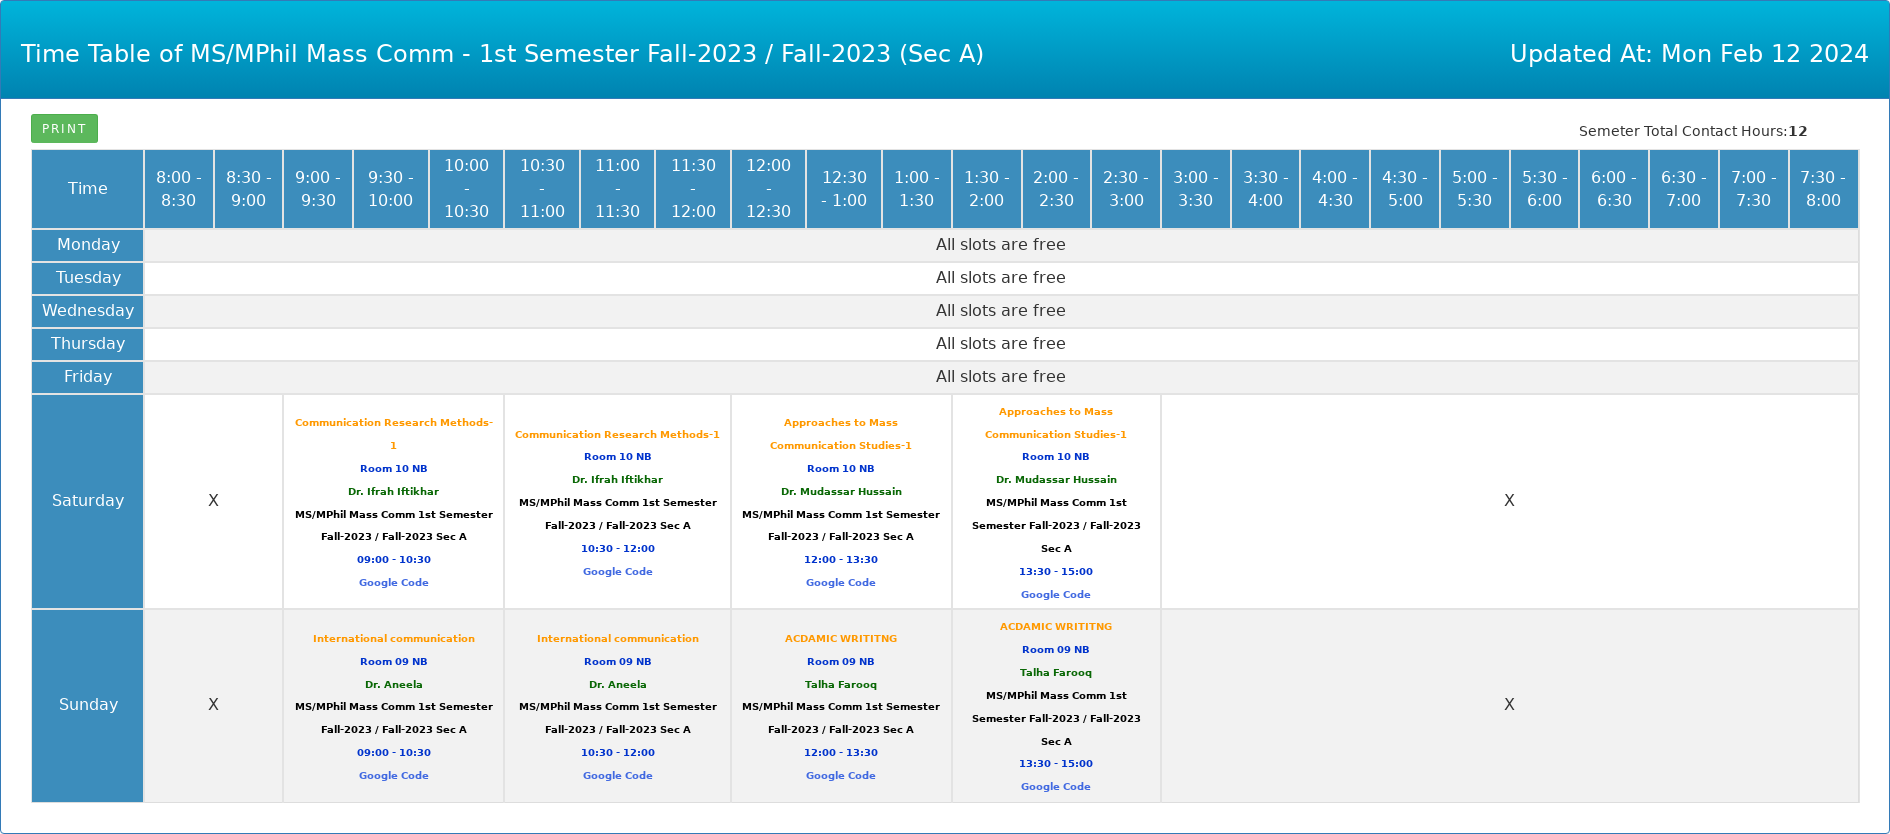 Time Table of MS/MPhil Mass Comm - 1st Semester Fall-2023 / Fall-2023 (Sec A)
Updated At: Mon Feb 12 2024
PRINT
Semeter Total Contact Hours:12
Time
8:00 -
8:30
8:30 -
9:00
9:00 -
9:30
9:30 -
10:00
10:00
-
10:30
10:30
-
11:00
11:00
-
11:30
11:30
-
12:00
12:00
-
12:30
12:30
- 1:00
1:00 -
1:30
1:30 -
2:00
2:00 -
2:30
2:30 -
3:00
3:00 -
3:30
3:30 -
4:00
4:00 -
4:30
4:30 -
5:00
5:00 -
5:30
5:30 -
6:00
6:00 -
6:30
6:30 -
7:00
7:00 -
7:30
7:30 -
8:00
Monday
All slots are free
Tuesday
All slots are free
Wednesday
All slots are free
Thursday
All slots are free
Friday
All slots are free
Saturday
X
Communication Research Methods-
1
Room 10 NB
Dr. Ifrah Iftikhar
MS/MPhil Mass Comm 1st Semester
Fall-2023 / Fall-2023 Sec A
09:00 - 10:30
Google Code
Communication Research Methods-1
Room 10 NB
Dr. Ifrah Iftikhar
MS/MPhil Mass Comm 1st Semester
Fall-2023 / Fall-2023 Sec A
10:30 - 12:00
Google Code
Approaches to Mass
Communication Studies-1
Room 10 NB
Dr. Mudassar Hussain
MS/MPhil Mass Comm 1st Semester
Fall-2023 / Fall-2023 Sec A
12:00 - 13:30
Google Code
Approaches to Mass
Communication Studies-1
Room 10 NB
Dr. Mudassar Hussain
MS/MPhil Mass Comm 1st
Semester Fall-2023 / Fall-2023
Sec A
13:30 - 15:00
Google Code
X
Sunday
X
International communication
Room 09 NB
Dr. Aneela
MS/MPhil Mass Comm 1st Semester
Fall-2023 / Fall-2023 Sec A
09:00 - 10:30
Google Code
International communication
Room 09 NB
Dr. Aneela
MS/MPhil Mass Comm 1st Semester
Fall-2023 / Fall-2023 Sec A
10:30 - 12:00
Google Code
ACDAMIC WRITITNG
Room 09 NB
Talha Farooq
MS/MPhil Mass Comm 1st Semester
Fall-2023 / Fall-2023 Sec A
12:00 - 13:30
Google Code
ACDAMIC WRITITNG
Room 09 NB
Talha Farooq
MS/MPhil Mass Comm 1st
Semester Fall-2023 / Fall-2023
Sec A
13:30 - 15:00
Google Code
X